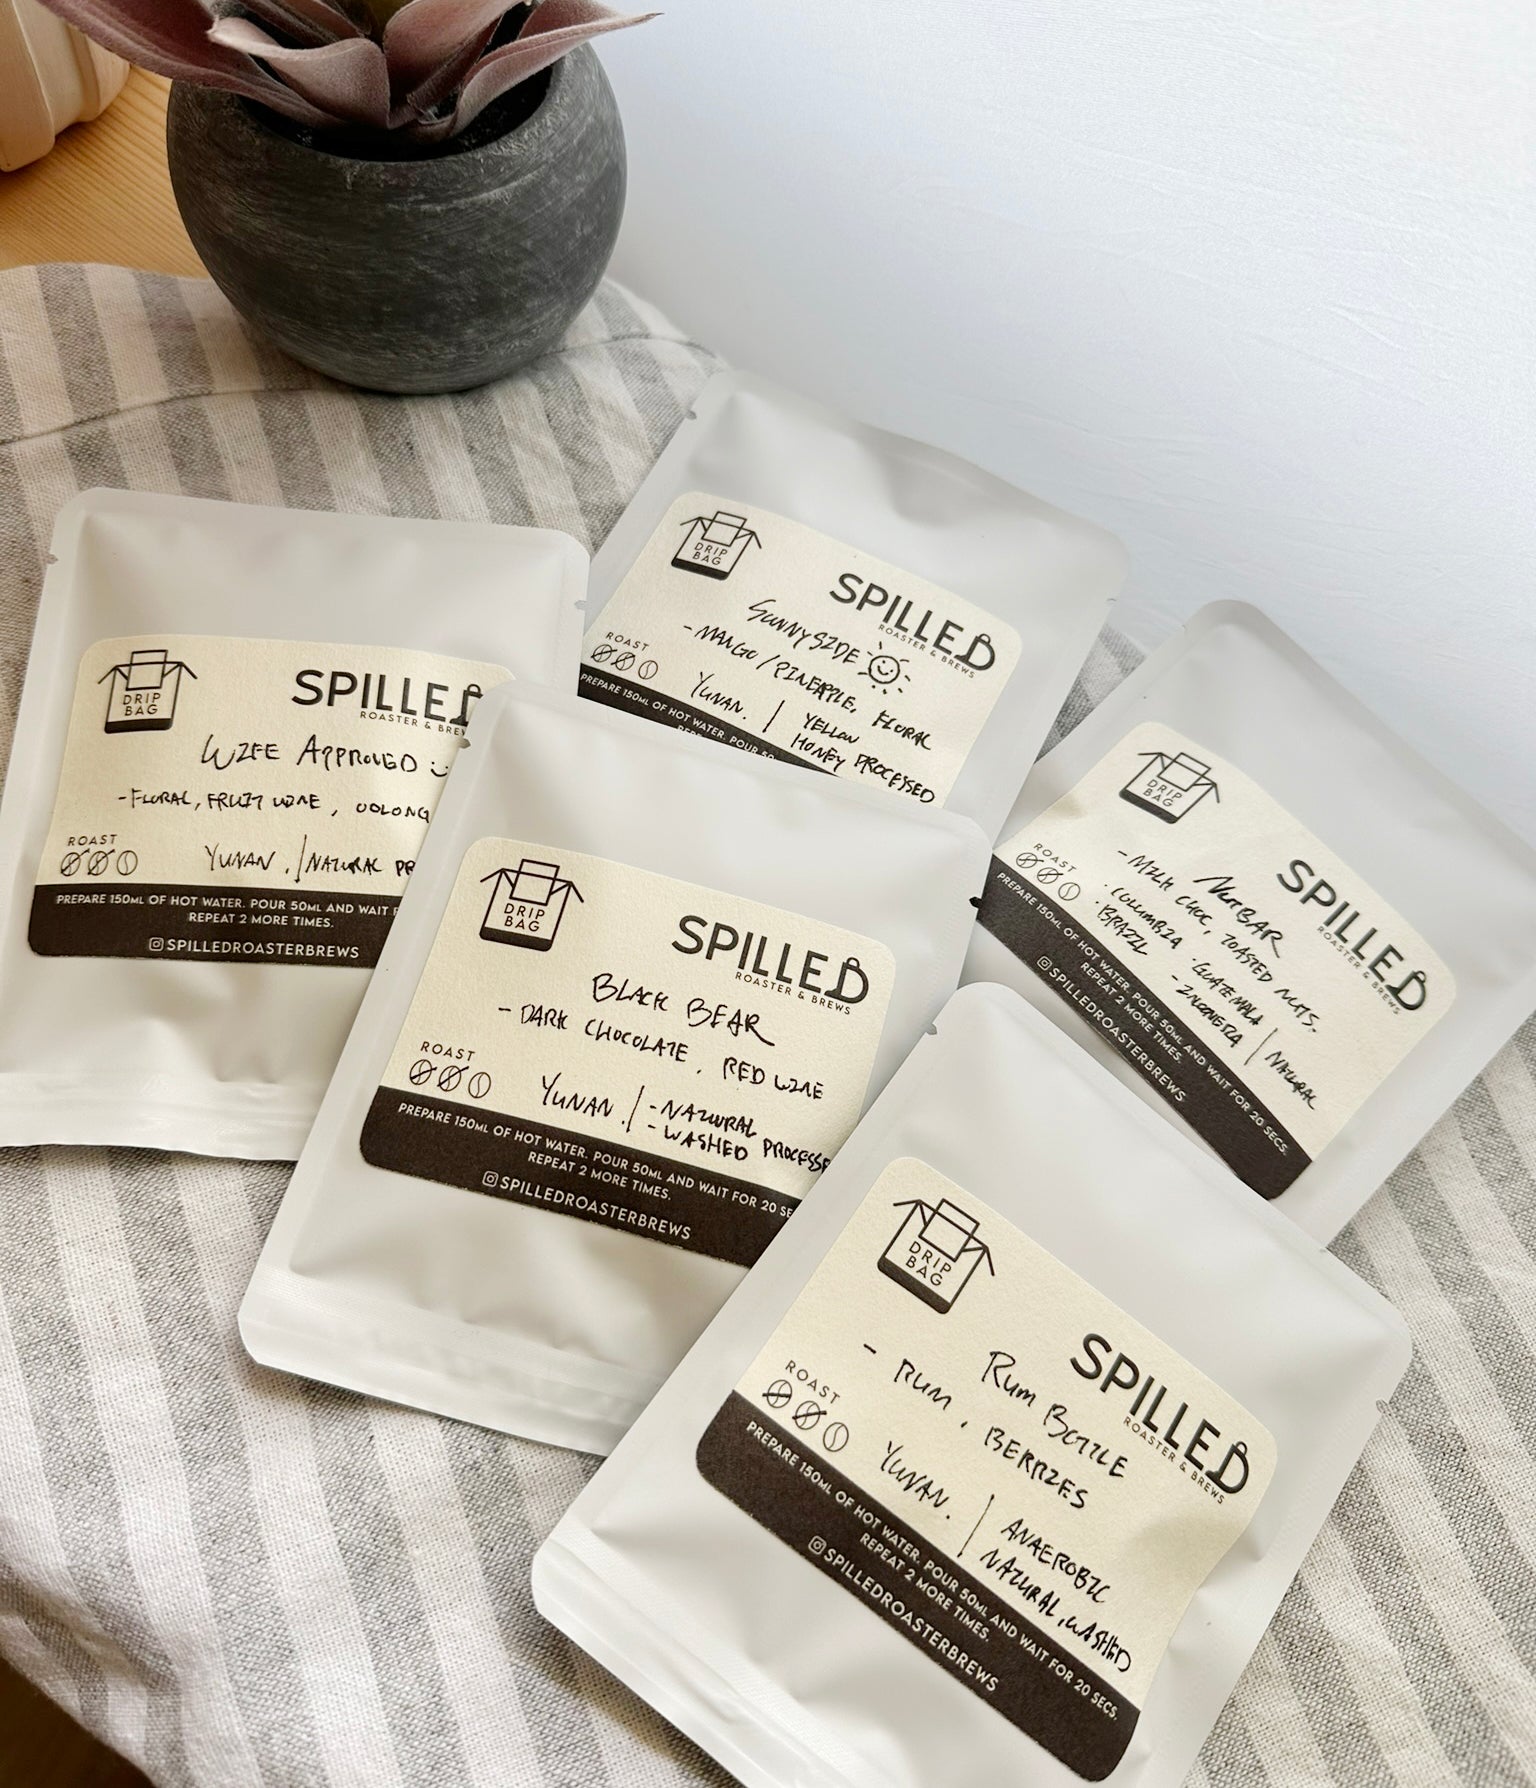 DRIP
BAG
SPILLED
ROASTER & BREWS
SUNNYSIDE
- MANGO / PINEAPPLE, FLORAL
ROAST
YUNAN. | YELLOW
HONEY PROCESSED
PREPARE 150ML OF HOT WATER. POUR 50
DRIP
BAG
SPILLE
ROASTER & BREW
WIFE APPROVED
- FLORAL, FRUIT WINE, OOLONG
ROAST
YUNAN. | NATURAL PR
PREPARE 150ML OF HOT WATER. POUR 50ML AND WAIT F
REPEAT 2 MORE TIMES.
SPILLEDROASTERBREWS
DRIP
BAG
SPILLED
ROASTER & BREWS
NUTBAR
- MILK CHOC, TOASTED NUTS.
ROAST
· COLUMBIA · GUATEMALA
· BRAZIL - INDONESIA | NATURAL
PREPARE 150ML OF HOT WATER. POUR 50ML AND WAIT FOR 20 SECS.
REPEAT 2 MORE TIMES.
SPILLEDROASTERBREWS
DRIP
BAG
SPILLED
ROASTER & BREWS
BLACK BEAR
- DARK CHOCOLATE, RED WINE
ROAST
YUNAN. | - NATURAL
- WASHED PROCESSE
PREPARE 150ML OF HOT WATER. POUR 50ML AND WAIT FOR 20 SE
REPEAT 2 MORE TIMES.
SPILLEDROASTERBREWS
DRIP
BAG
SPILLED
ROASTER & BREWS
RUM BOTTLE
- RUM, BERRIES
ROAST
YUNAN. | ANAEROBIC
NATURAL, WASHED
PREPARE 150ML OF HOT WATER. POUR 50ML AND WAIT FOR 20 SECS.
REPEAT 2 MORE TIMES.
SPILLEDROASTERBREWS